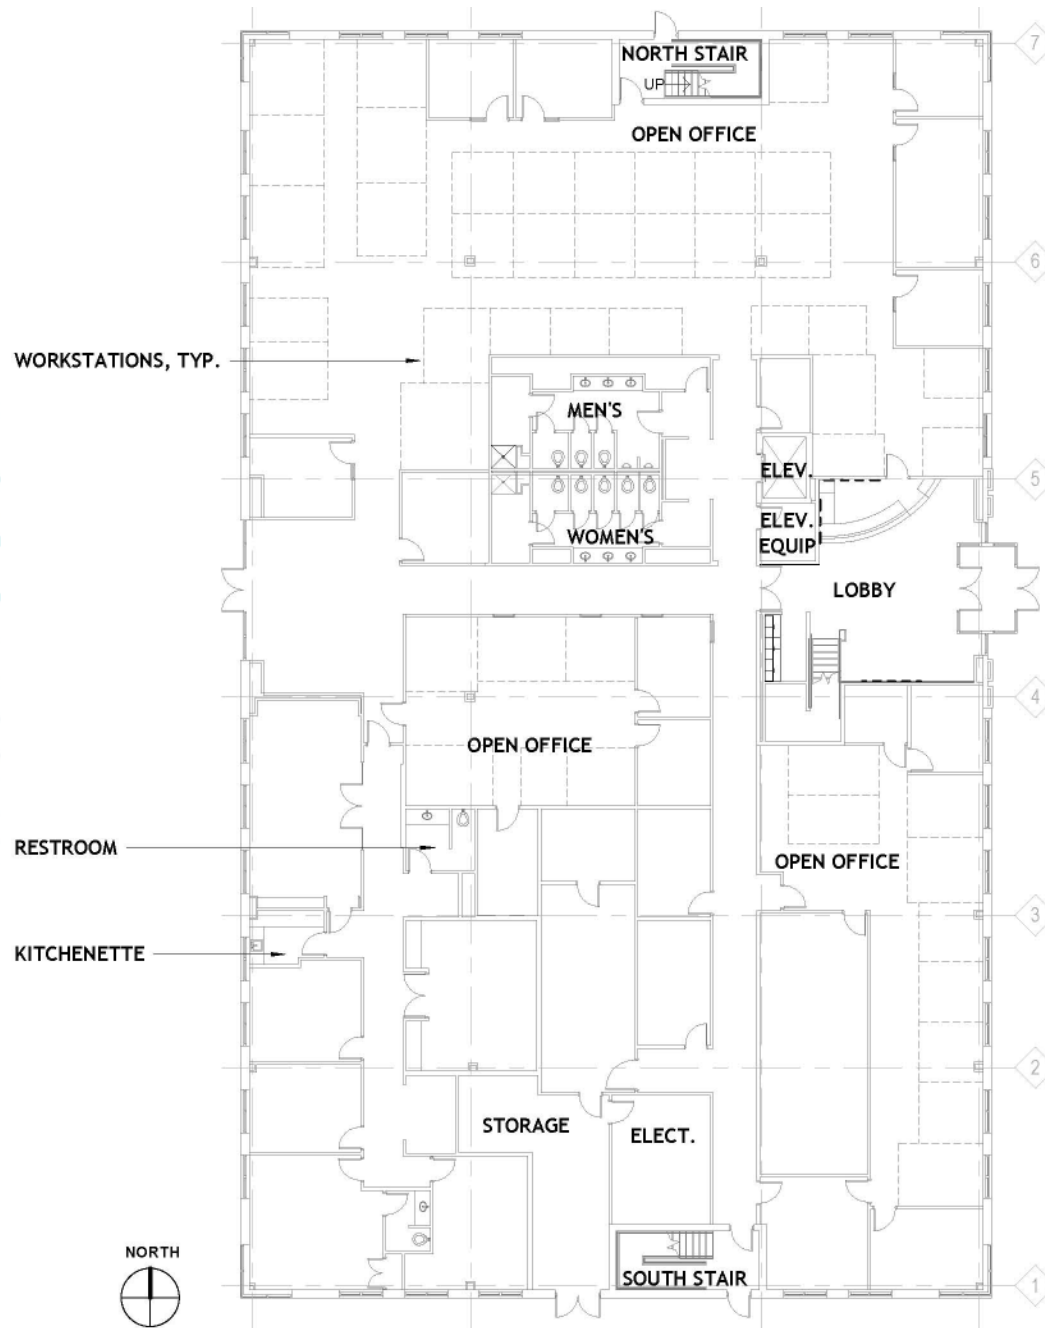 7
NORTH STAIR
UP
OPEN OFFICE
6
WORKSTATIONS, TYP.
MEN'S
ELEV.
5
ELEV.
EQUIP
WOMEN'S
LOBBY
4
OPEN OFFICE
RESTROOM
OPEN OFFICE
3
KITCHENETTE
2
STORAGE
ELECT.
NORTH
SOUTH STAIR
1